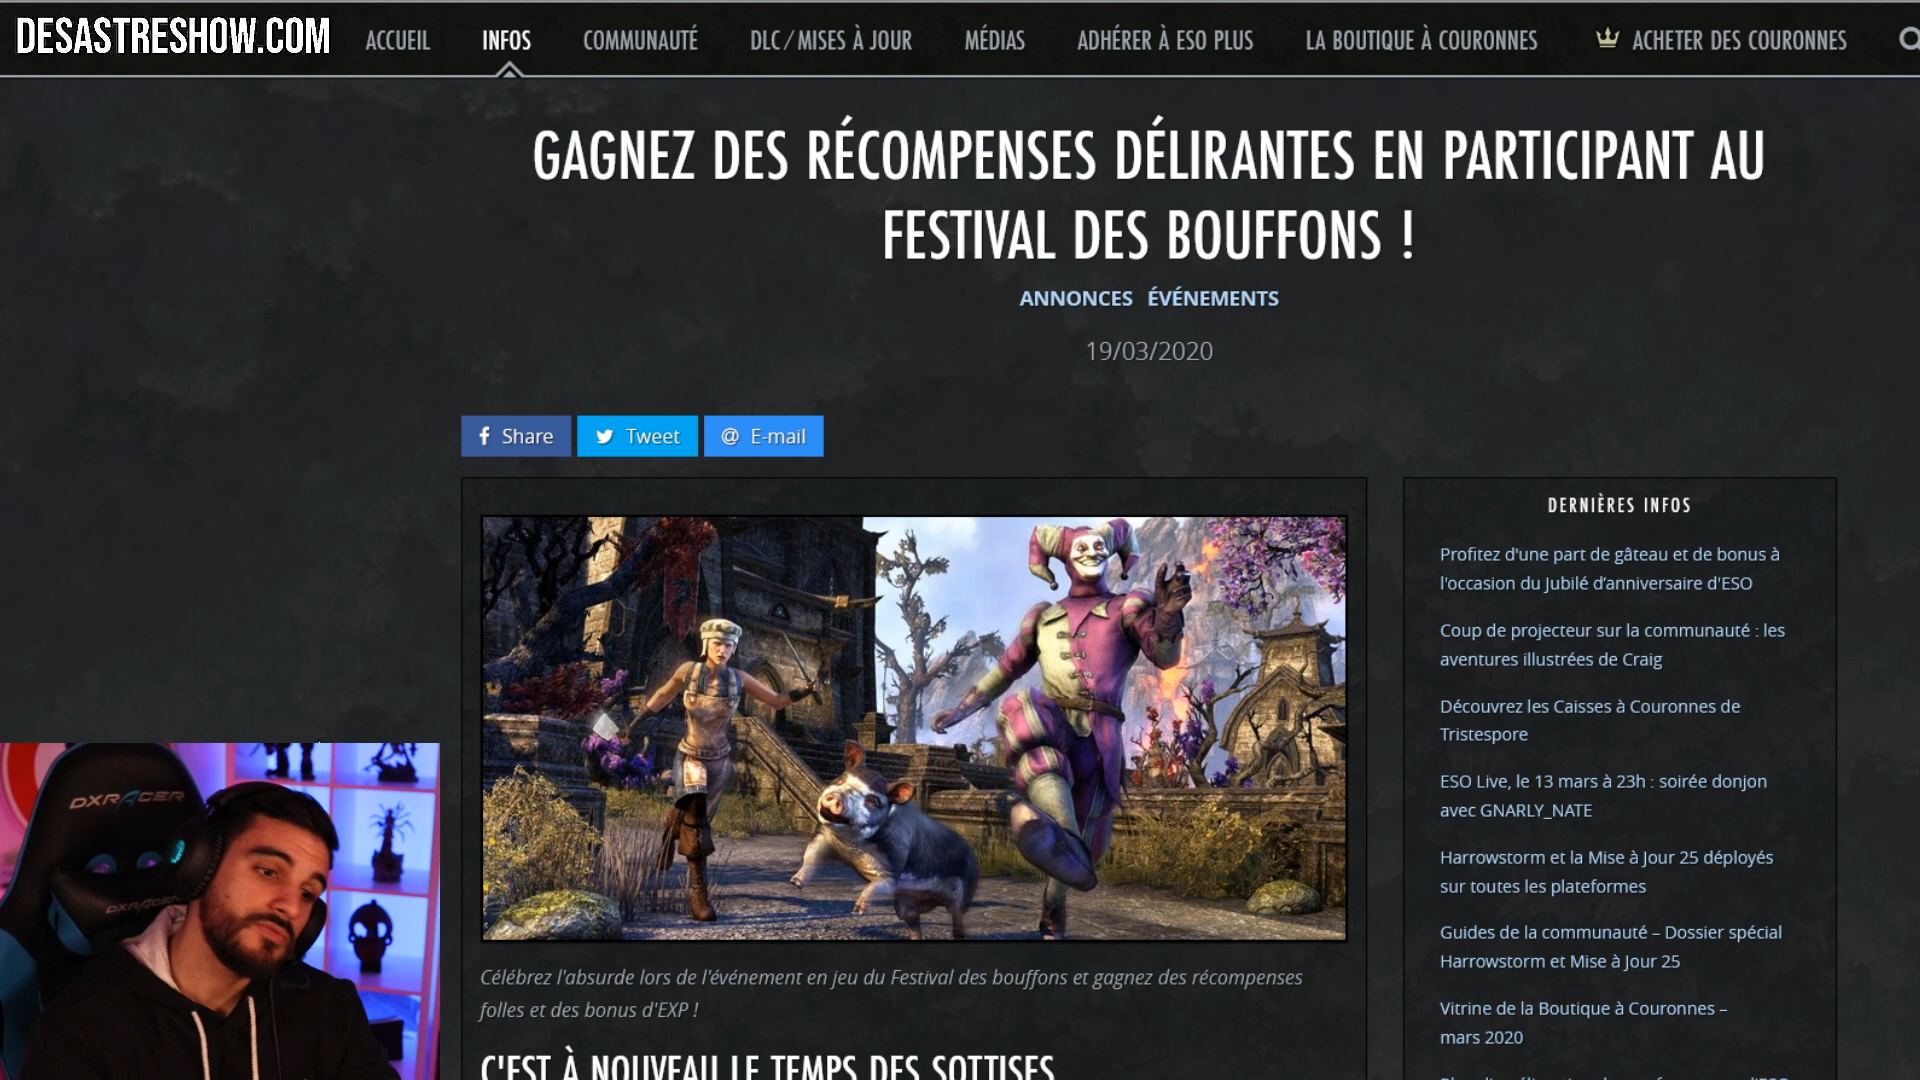 DESASTRESHOW.COM
ACCUEIL
INFOS
COMMUNAUTÉ
DLC / MISES À JOUR
MÉDIAS
ADHÉRER À ESO PLUS
LA BOUTIQUE À COURONNES
ACHETER DES COURONNES
GAGNEZ DES RÉCOMPENSES DÉLIRANTES EN PARTICIPANT AU
FESTIVAL DES BOUFFONS !
ANNONCES ÉVÉNEMENTS
19/03/2020
Share
Tweet
@ E-mail
Célébrez l'absurde lors de l'événement en jeu du Festival des bouffons et gagnez des récompenses
folles et des bonus d'EXP !
C'EST À NOUVEAU LE TEMPS DES SOTTISES
DERNIÈRES INFOS
Profitez d'une part de gâteau et de bonus à
l'occasion du Jubilé d’anniversaire d'ESO
Coup de projecteur sur la communauté : les
aventures illustrées de Craig
Découvrez les Caisses à Couronnes de
Tristespore
ESO Live, le 13 mars à 23h : soirée donjon
avec GNARLY_NATE
Harrowstorm et la Mise à Jour 25 déployés
sur toutes les plateformes
Guides de la communauté – Dossier spécial
Harrowstorm et Mise à Jour 25
Vitrine de la Boutique à Couronnes –
mars 2020
DXRACER
DXRACER